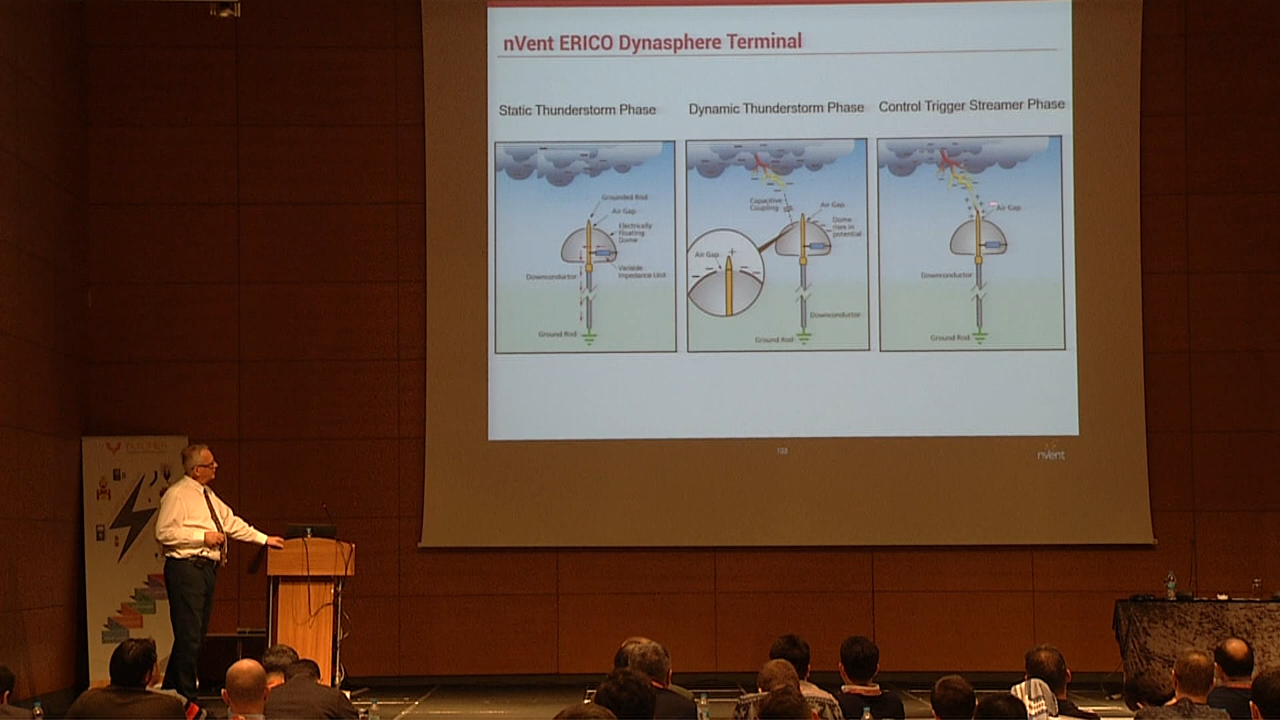 nVent ERICO Dynasphere Terminal
Static Thunderstorm Phase
Dynamic Thunderstorm Phase
Control Trigger Streamer Phase
Grounded Rod
Air Gap
Electrically
Floating
Dome
Variable
Impedance Unit
Downconductor
Ground Rod
Capacitive
Coupling
Air Gap
Dome
rises in
potential
Air Gap
Downconductor
Ground Rod
Air Gap
Downconductor
Ground Rod
nVent